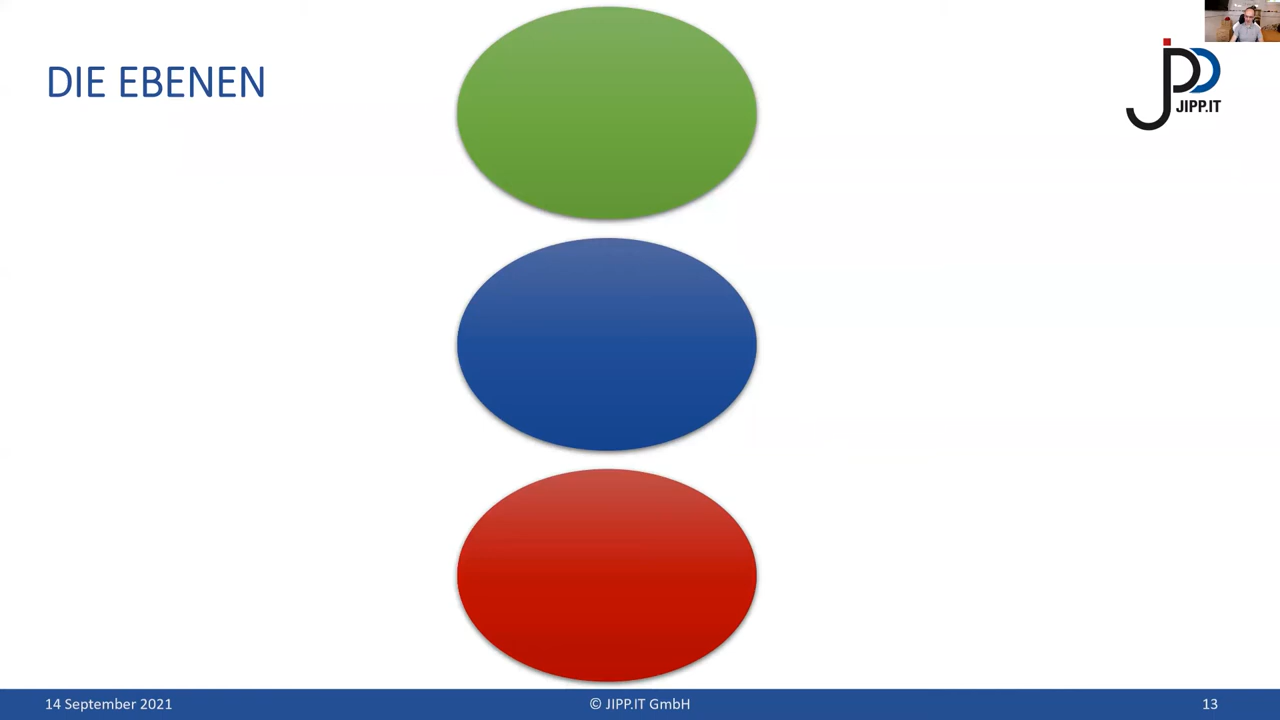 DIE EBENEN
JIPP.IT
14 September 2021
© JIPP.IT GmbH
13